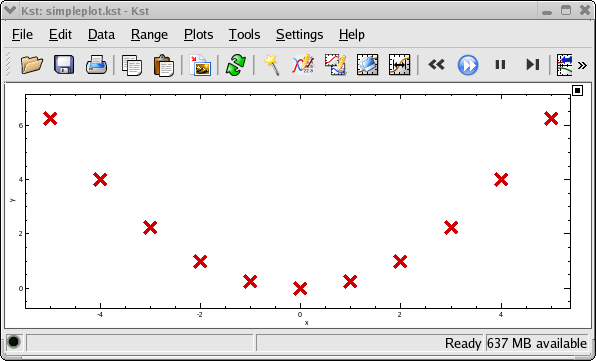 Kst: simpleplot.kst - Kst
File Edit Data Range Plots Tools Settings Help
6
4
y
2
0
-4 -2 0 2 4
x
Ready 637 MB available